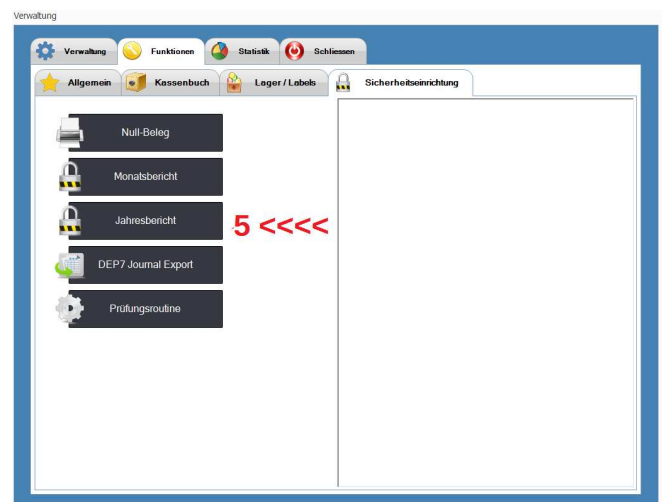 Verwaltung
Verwaltung Funktionen Statistik Schliessen
Allgemein Kassenbuch Lager / Labels Sicherheitseinrichtung
Null-Beleg
Monatsbericht
Jahresbericht
5 <<<<
DEP7 Journal Export
Prüfungsroutine